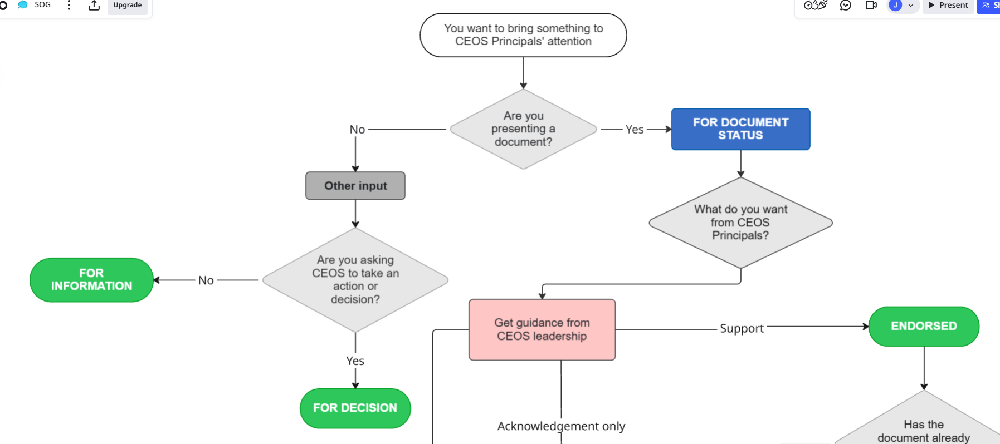 SOG
Upgrade
Present
J
You want to bring something to
CEOS Principals' attention
Are you
presenting a
document?
No
Yes
FOR DOCUMENT
STATUS
Other input
What do you want
from CEOS
Principals?
Are you asking
CEOS to take an
action or
decision?
No
FOR
INFORMATION
Yes
FOR DECISION
Get guidance from
CEOS leadership
Support
ENDORSED
Acknowledgement only
Has the
document already